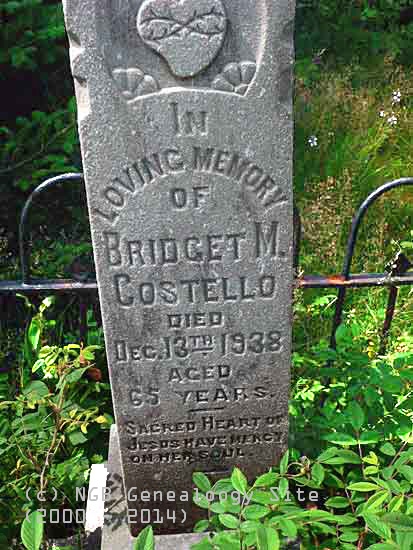 IN
LOVING MEMORY
OF
BRIDGET M.
COSTELLO
DIED
DEC. 13TH 1938
AGED
65 YEARS.
SACRED HEART OF
JESUS HAVE MERCY
ON HER SOUL.
(c) NGB Genealogy Site
(2000 - 2014)